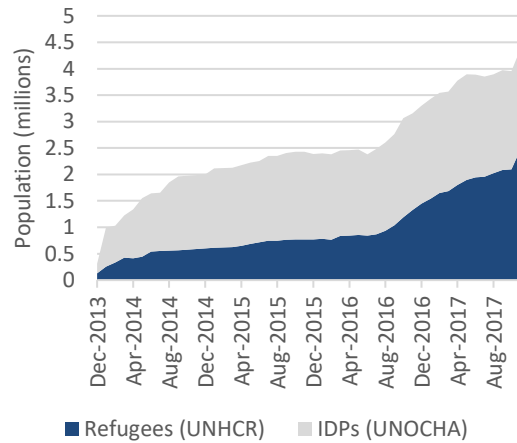 Population (millions)
5
4.5
4
3.5
3
2.5
2
1.5
1
0.5
0
Dec-2013
Apr-2014
Aug-2014
Dec-2014
Apr-2015
Aug-2015
Dec-2015
Apr-2016
Aug-2016
Dec-2016
Apr-2017
Aug-2017
Refugees (UNHCR)
IDPs (UNOCHA)